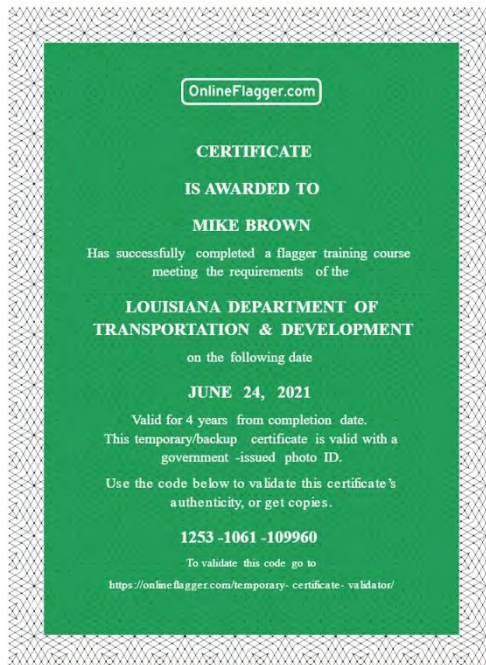 OnlineFlagger.com
CERTIFICATE
IS AWARDED TO
MIKE BROWN
Has successfully completed a flagger training course
meeting the requirements of the
LOUISIANA DEPARTMENT OF
TRANSPORTATION & DEVELOPMENT
on the following date
JUNE 24, 2021
Valid for 4 years from completion date.
This temporary/backup certificate is valid with a
government -issued photo ID.
Use the code below to validate this certificate's
authenticity, or get copies.
1253 -1061 -109960
To validate this code go to
https://onlineflagger.com/temporary- certificate- validator/